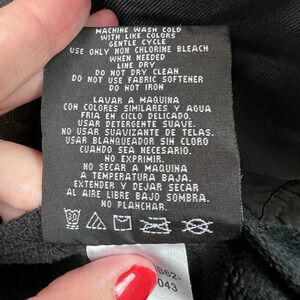 MACHINE WASH COLD
WITH LIKE COLORS
GENTLE CYCLE
USE ONLY NON CHLORINE BLEACH
WHEN NEEDED
LINE DRY
DO NOT DRY CLEAN
DO NOT USE FABRIC SOFTENER
DO NOT IRON
LAVAR A MAQUINA
CON COLORES SIMILARES Y AGUA
FRIA EN CICLO DELICADO.
USAR DETERGENTE SUAVE.
NO USAR SUAVIZANTE DE TELAS.
USAR BLANQUEADOR SIN CLORO
CUANDO SEA NECESARIO.
NO EXPRIMIR.
NO SECAR A MAQUINA
A TEMPERATURA BAJA.
EXTENDER Y DEJAR SECAR
AL AIRE LIBRE BAJO SOMBRA.
NO PLANCHAR.
662-
043